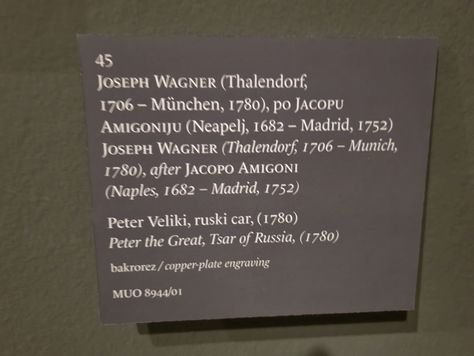 45
Joseph Wagner (Thalendorf,
1706 – München, 1780), po Jacopu
Amigoniju (Neapelj, 1682 – Madrid, 1752)
Joseph Wagner (Thalendorf, 1706 – Munich,
1780), after Jacopo Amigoni
(Naples, 1682 – Madrid, 1752)
Peter Veliki, ruski car, (1780)
Peter the Great, Tsar of Russia, (1780)
bakrorez / copper-plate engraving
MUO 8944/01